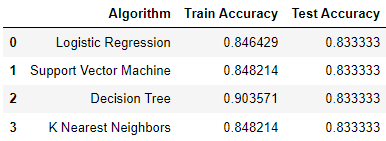 Algorithm Train Accuracy Test Accuracy
0 Logistic Regression 0.846429 0.833333
1 Support Vector Machine 0.848214 0.833333
2 Decision Tree 0.903571 0.833333
3 K Nearest Neighbors 0.848214 0.833333